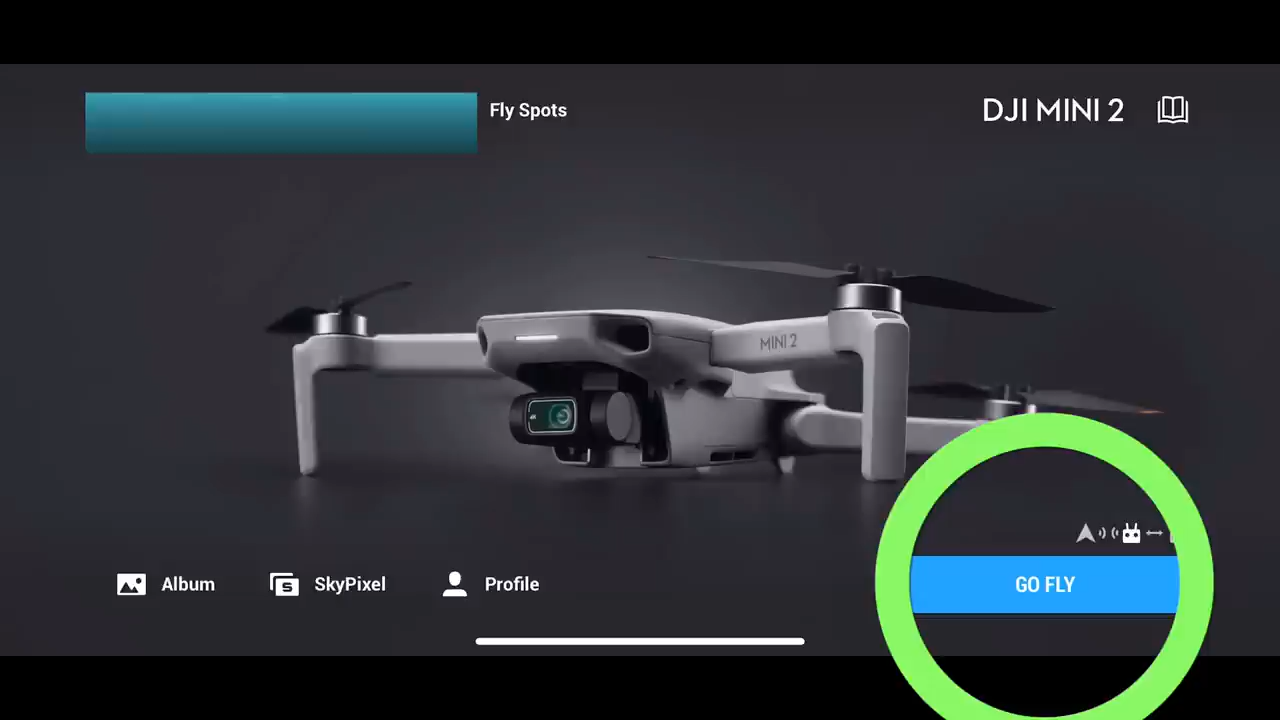 Fly Spots
DJI MINI 2
MINI 2
Album
SkyPixel
Profile
GO FLY